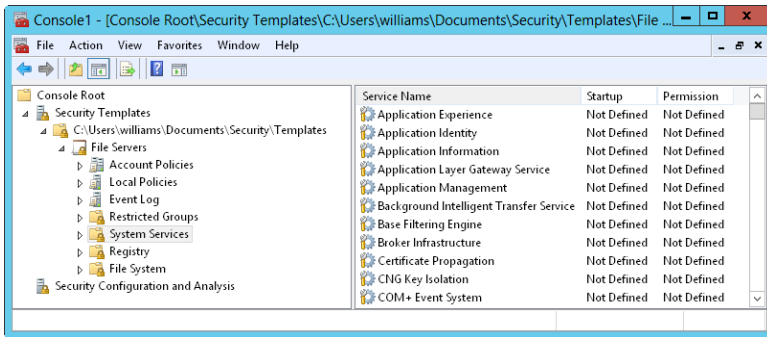 Console1 - [Console Root\Security Templates\C:\Users\williams\Documents\Security\Templates\File ...
File Action View Favorites Window Help
Console Root
Security Templates
C:\Users\williams\Documents\Security\Templates
File Servers
Account Policies
Local Policies
Event Log
Restricted Groups
System Services
Registry
File System
Security Configuration and Analysis
Service Name Startup Permission
Application Experience Not Defined Not Defined
Application Identity Not Defined Not Defined
Application Information Not Defined Not Defined
Application Layer Gateway Service Not Defined Not Defined
Application Management Not Defined Not Defined
Background Intelligent Transfer Service Not Defined Not Defined
Base Filtering Engine Not Defined Not Defined
Broker Infrastructure Not Defined Not Defined
Certificate Propagation Not Defined Not Defined
CNG Key Isolation Not Defined Not Defined
COM+ Event System Not Defined Not Defined